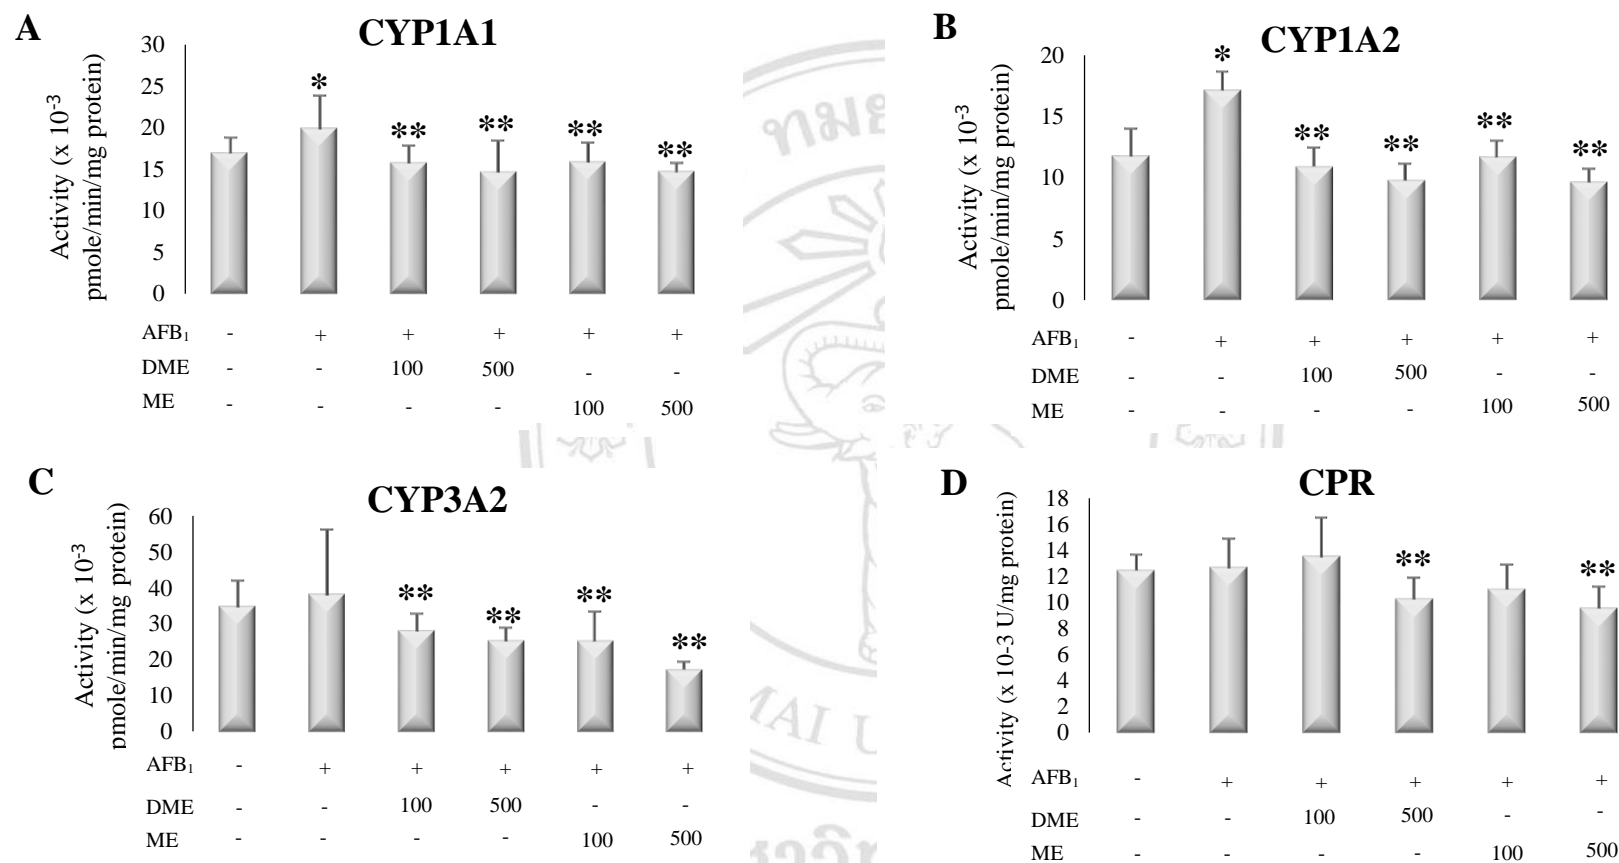 A
CYP1A1
Activity (x 10-3
pmole/min/mg protein)
30
25
20
15
10
5
0
*
**
**
**
**
AFB1 - + + + + +
DME - - 100 500 - -
ME - - - - 100 500
B
CYP1A2
Activity (x 10-3
pmole/min/mg protein)
20
15
10
5
0
*
**
**
**
**
AFB1 - + + + + +
DME - - 100 500 - -
ME - - - - 100 500
C
CYP3A2
Activity (x 10-3
pmole/min/mg protein)
60
50
40
30
20
10
0
**
**
**
**
AFB1 - + + + + +
DME - - 100 500 - -
ME - - - - 100 500
D
CPR
Activity (x 10-3 U/mg protein)
18
16
14
12
10
8
6
4
2
0
**
**
AFB1 - + + + + +
DME - - 100 500 - -
ME - - - - 100 500